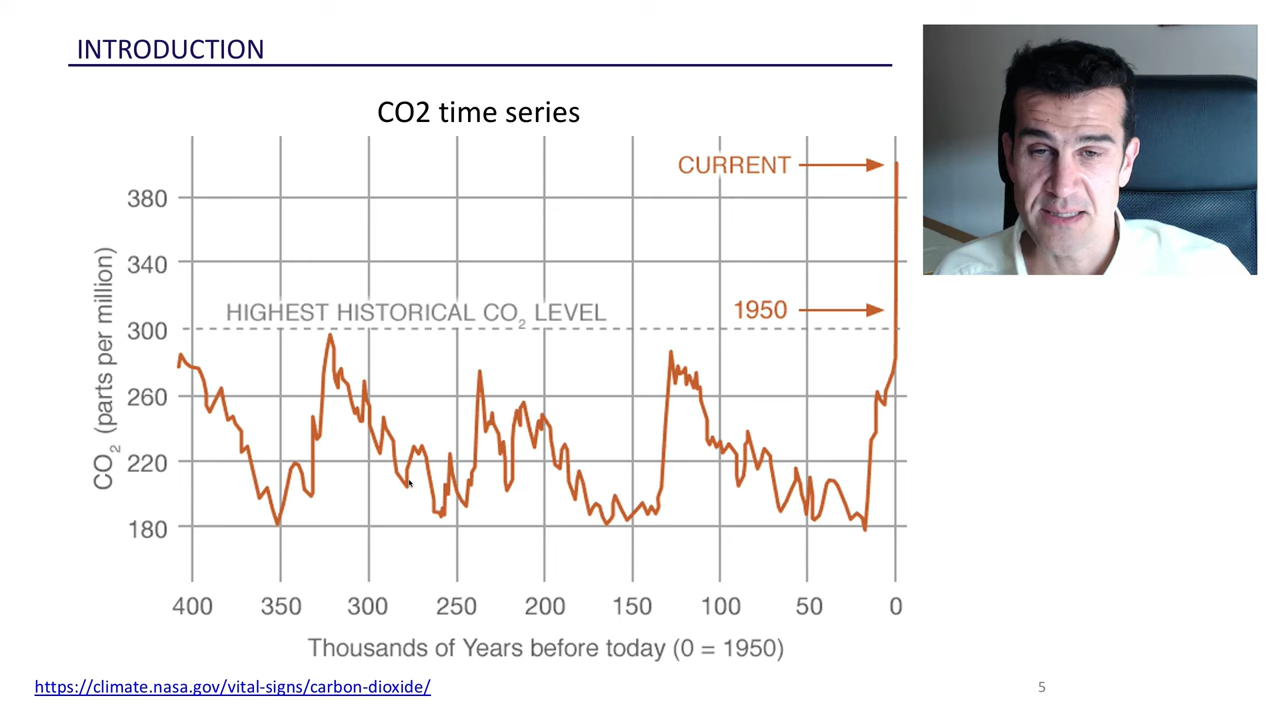 INTRODUCTION
CO2 time series
CURRENT
380
340
HIGHEST HISTORICAL CO₂ LEVEL
1950
300
260
220
180
CO₂ (parts per million)
400 350 300 250 200 150 100 50 0
Thousands of Years before today (0 = 1950)
https://climate.nasa.gov/vital-signs/carbon-dioxide/
5